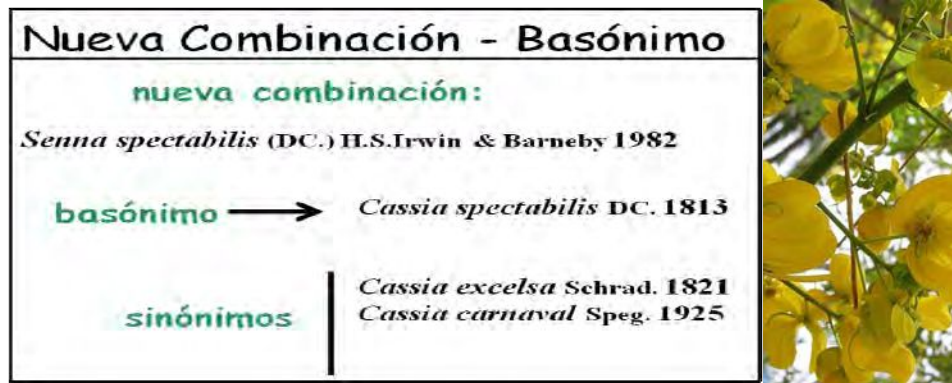 Nueva Combinación - Basónimo
nueva combinación:
Senna spectabilis (DC.) H.S.Irwin & Barneby 1982
basónimo → Cassia spectabilis DC. 1813
sinónimos
Cassia excelsa Schrad. 1821
Cassia carnaval Speg. 1925